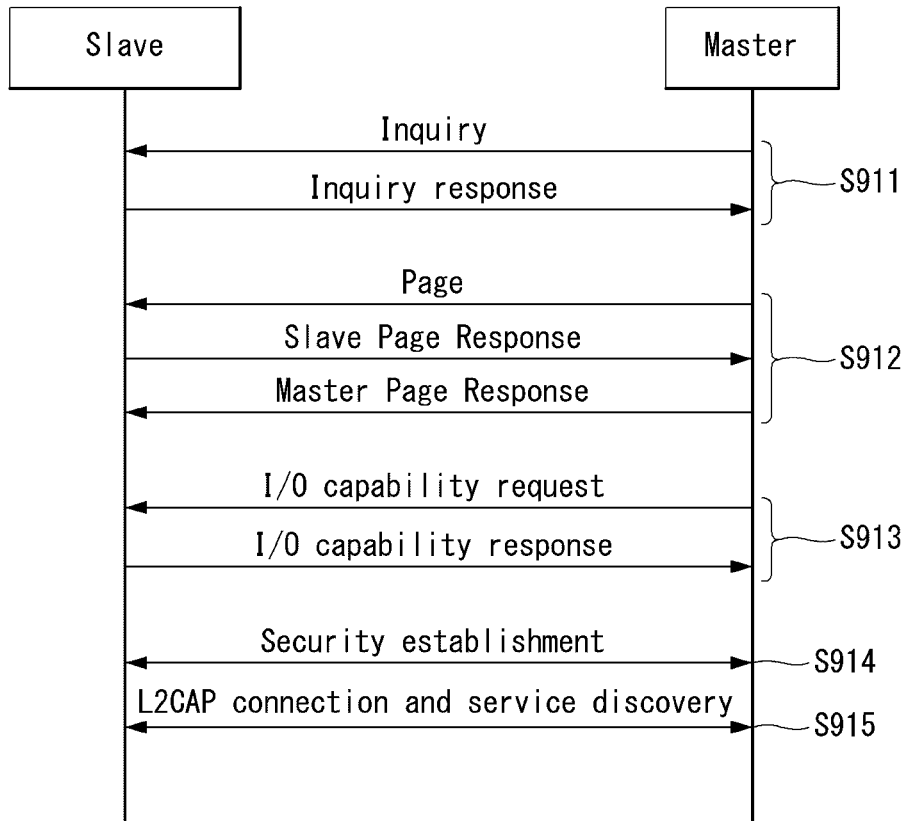 Slave
Master
Inquiry
Inquiry response
S911
Page
Slave Page Response
Master Page Response
S912
I/O capability request
I/O capability response
S913
Security establishment
S914
L2CAP connection and service discovery
S915